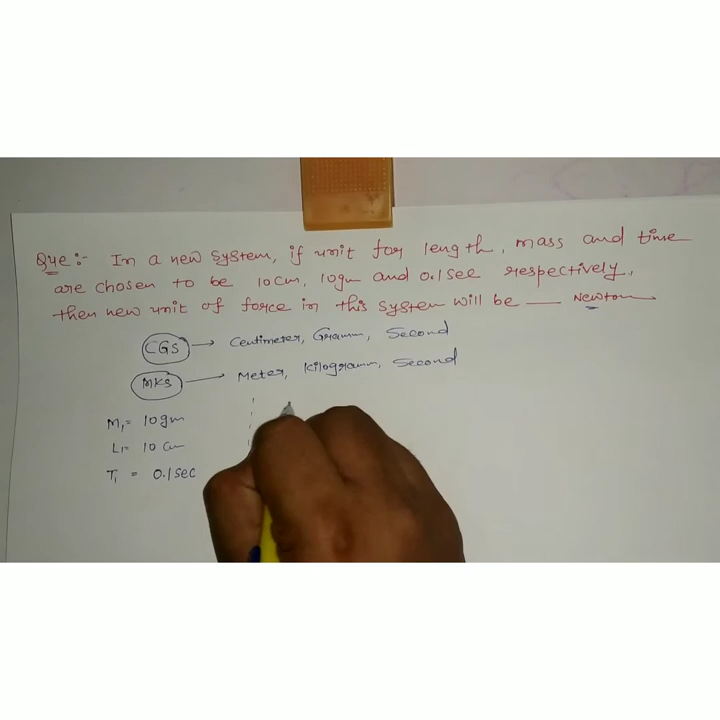 Que:- In a new system, if unit for length, mass and time
are chosen to be 10cm, 10gm and 0.1sec respectively,
then new unit of force in this system will be ___ Newton
CGS → Centimeter, Gramm, Second
MKS → Meter, Kilogramm, Second
M₁= 10gm
L₁= 10 cm
T₁ = 0.1sec